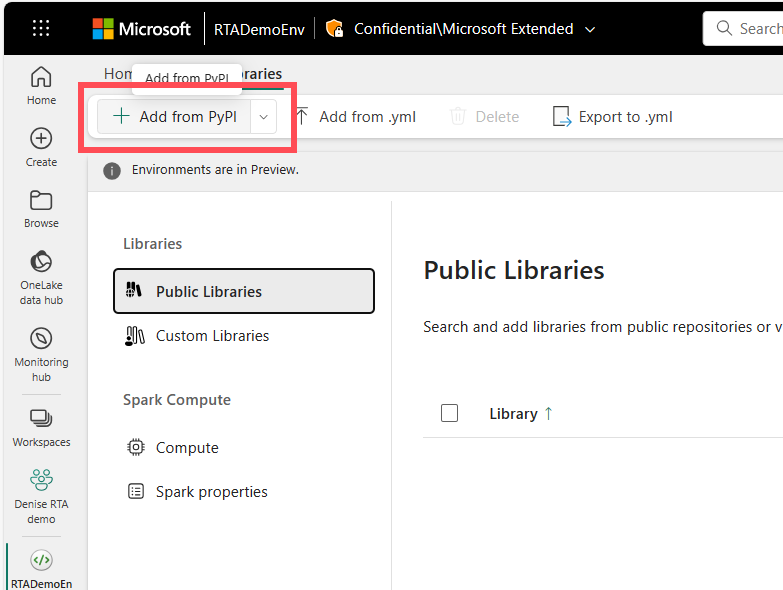 Microsoft RTADemoEnv Confidential\Microsoft Extended Search
Home
Create
Browse
OneLake
data hub
Monitoring
hub
Workspaces
Denise RTA
demo
RTADemoEn
Add from PyPI
Add from PyPI Add from .yml Delete Export to .yml
Environments are in Preview.
Libraries
Public Libraries
Custom Libraries
Spark Compute
Compute
Spark properties
Public Libraries
Search and add libraries from public repositories or
Library ↑